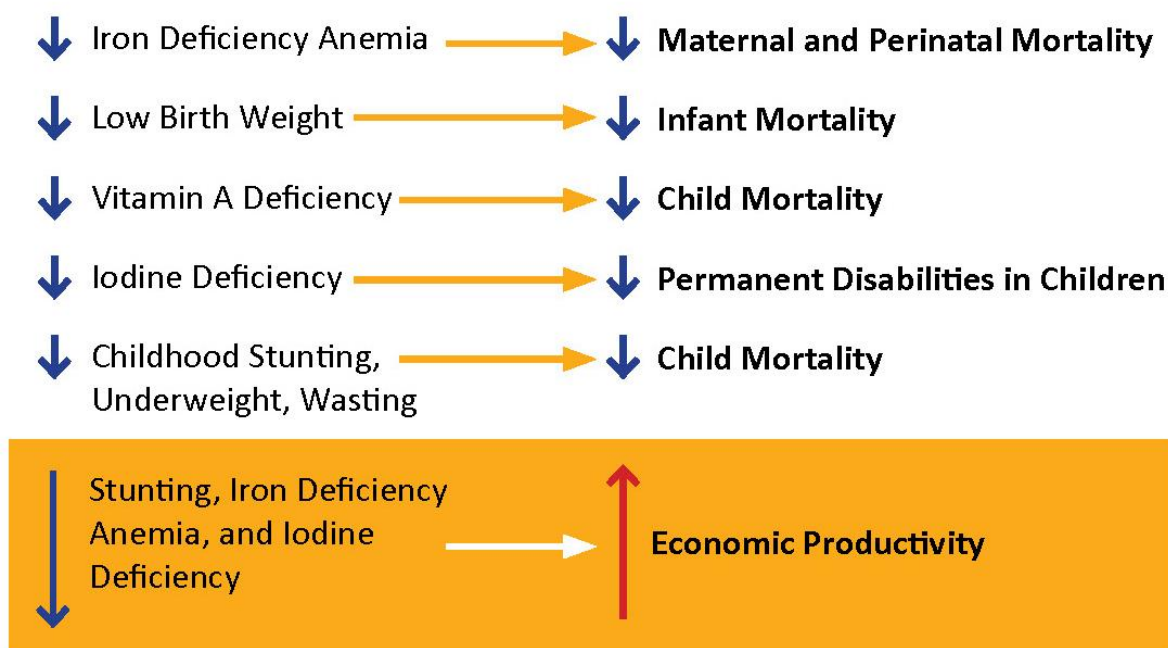 Iron Deficiency Anemia
Maternal and Perinatal Mortality
Low Birth Weight
Infant Mortality
Vitamin A Deficiency
Child Mortality
Iodine Deficiency
Permanent Disabilities in Children
Childhood Stunting,
Underweight, Wasting
Child Mortality
Stunting, Iron Deficiency
Anemia, and Iodine
Deficiency
Economic Productivity